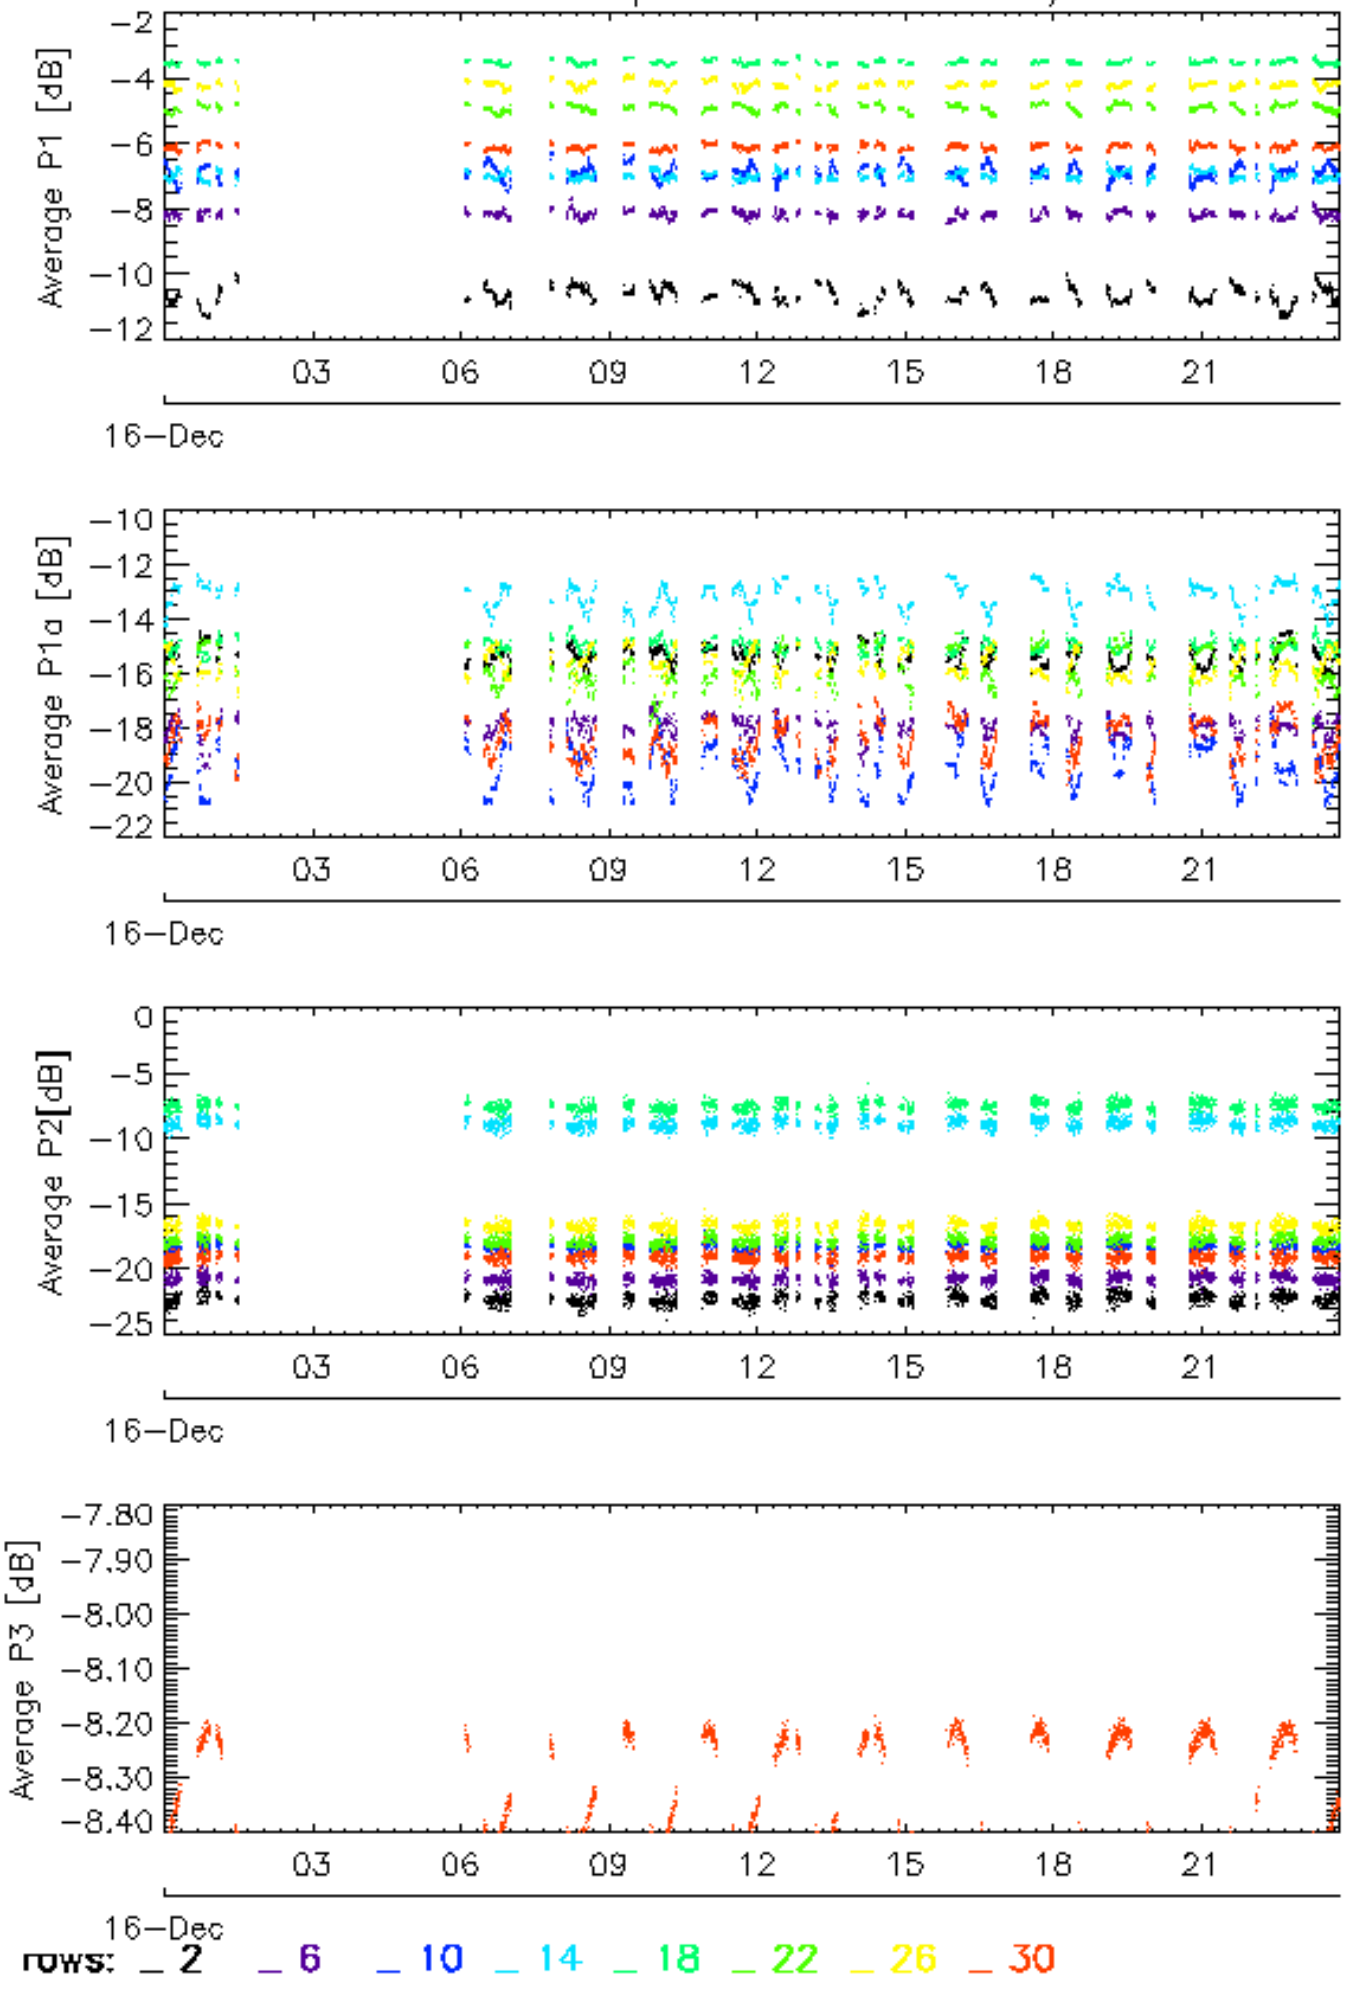 -2
-4
-6
-8
-10
-12
Average P1 [dB]
03 06 09 12 15 18 21
16-Dec
-10
-12
-14
-16
-18
-20
-22
Average P1a [dB]
03 06 09 12 15 18 21
16-Dec
0
-5
-10
-15
-20
-25
Average P2[dB]
03 06 09 12 15 18 21
16-Dec
-7.80
-7.90
-8.00
-8.10
-8.20
-8.30
-8.40
Average P3 [dB]
03 06 09 12 15 18 21
16-Dec
rows: _ 2 _ 6 _ 10 _ 14 _ 18 _ 22 _ 26 _ 30